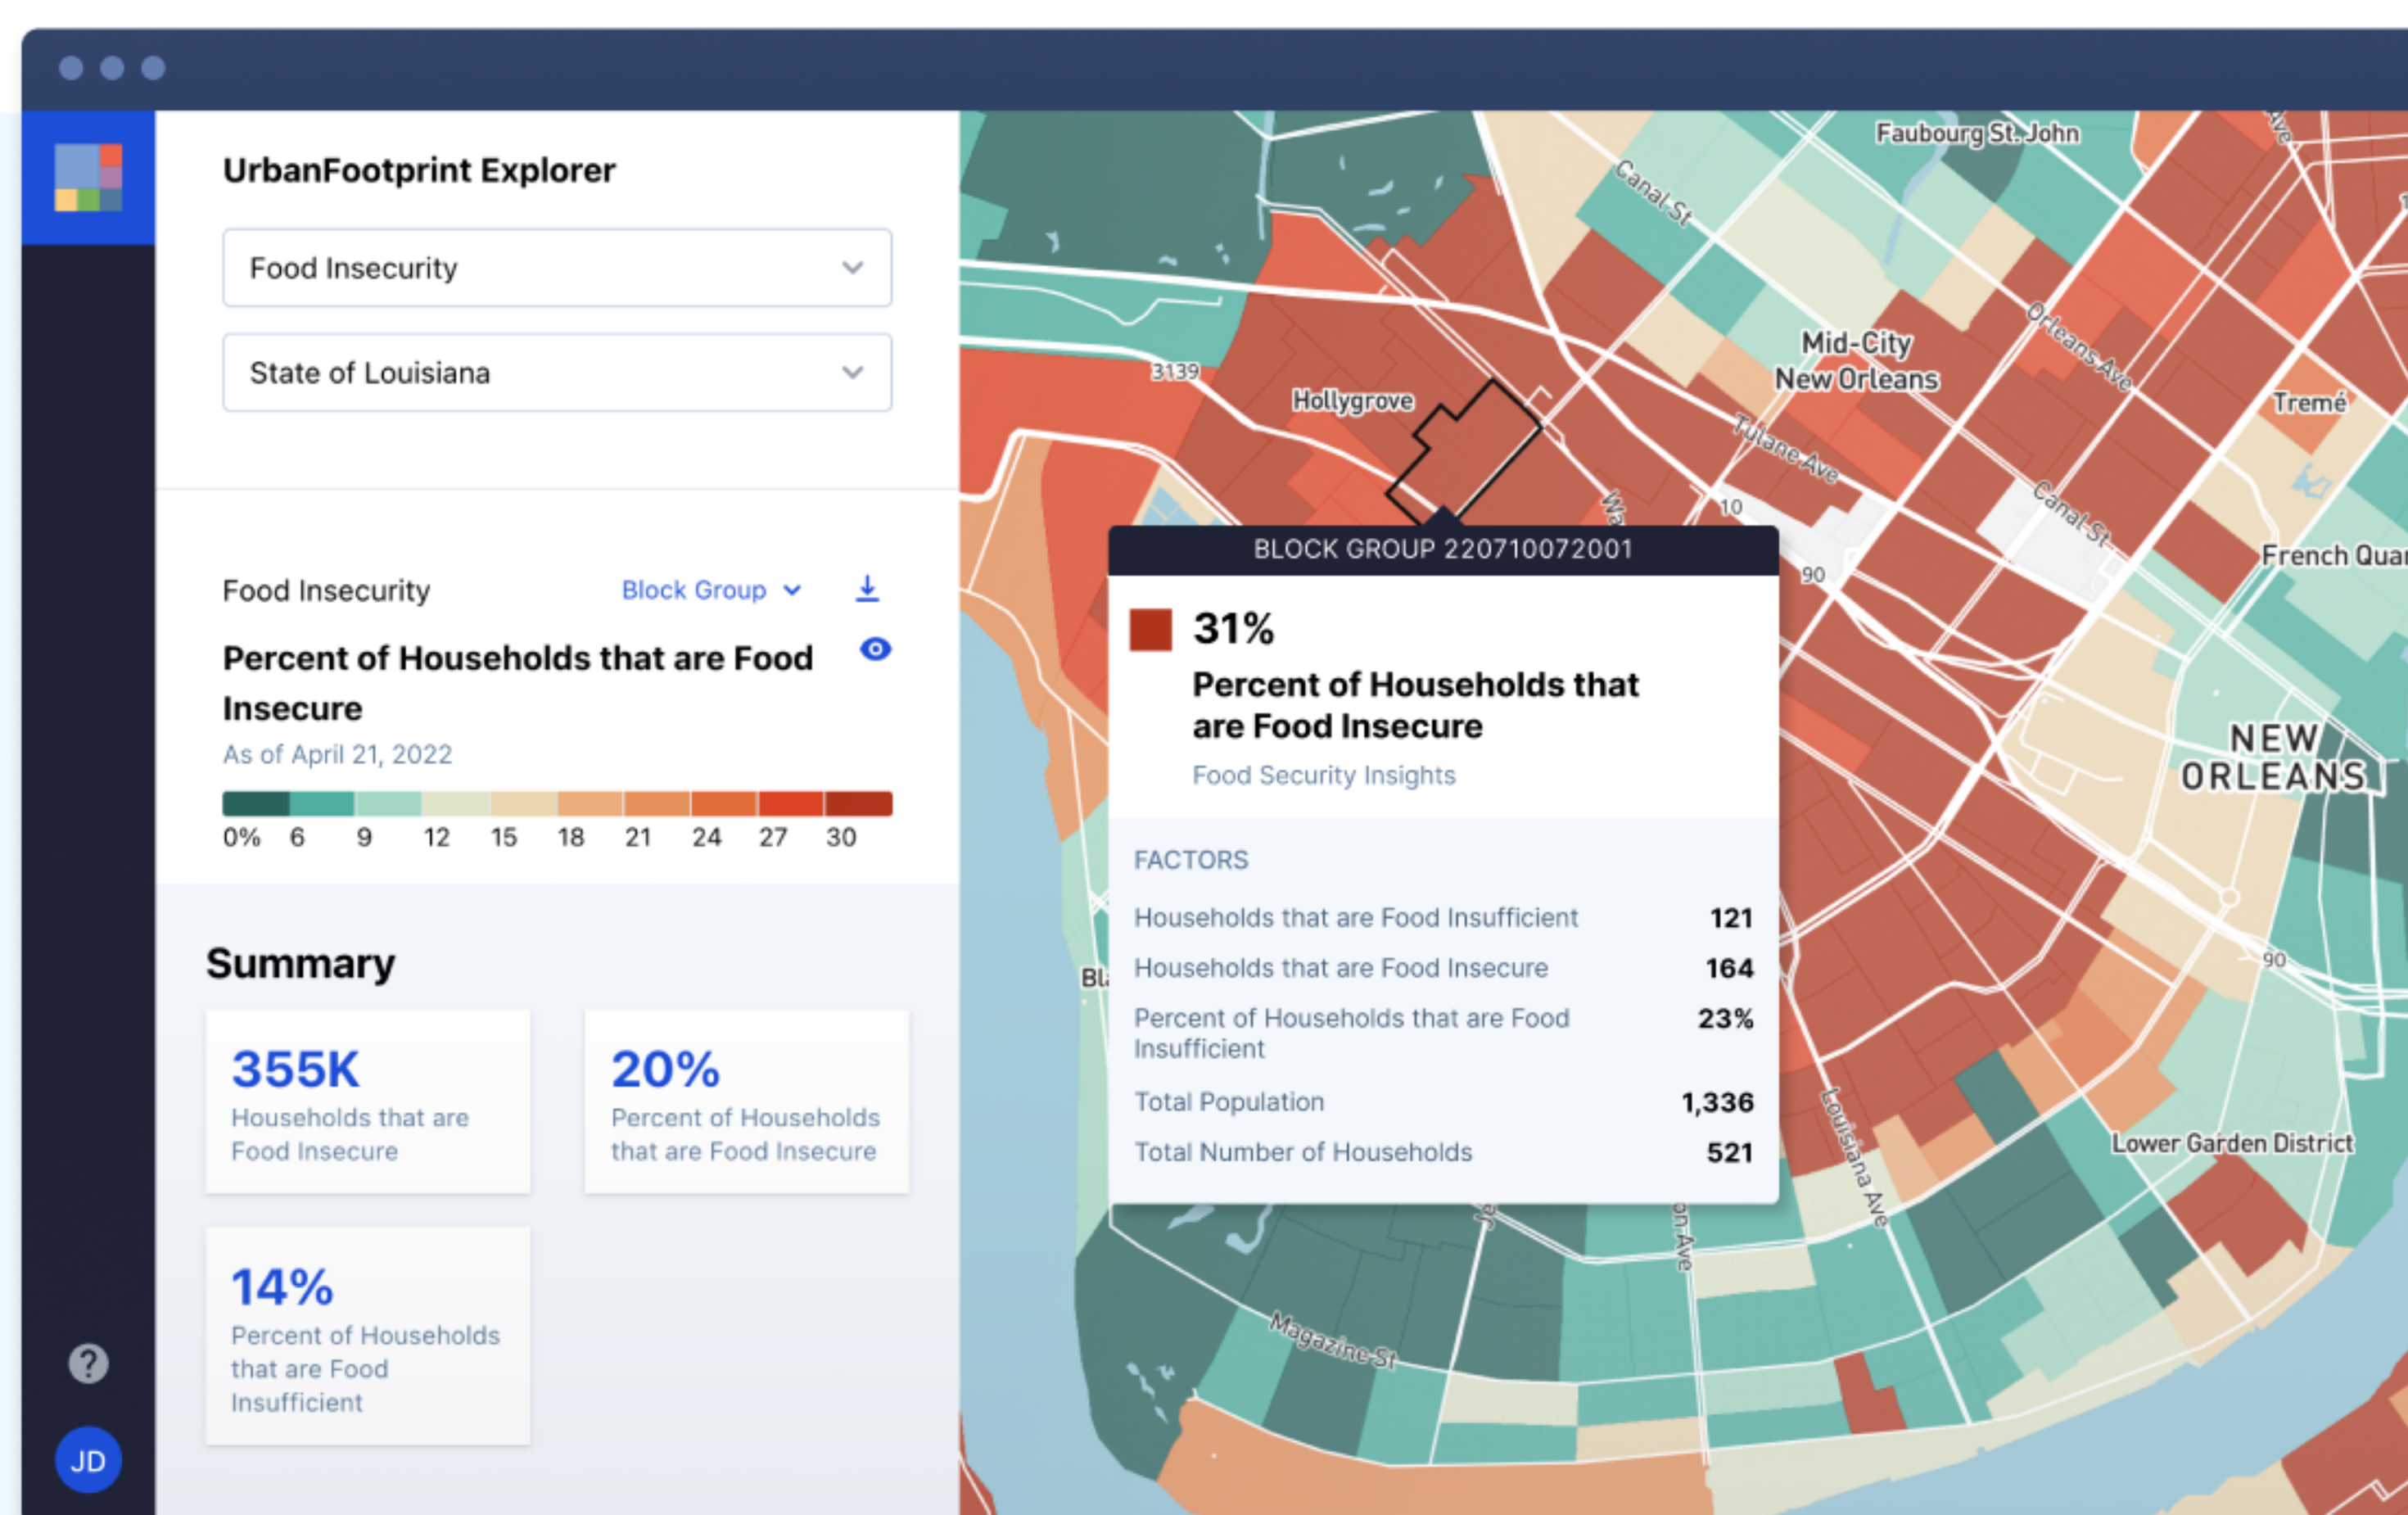 UrbanFootprint Explorer
Food Insecurity
State of Louisiana
Food Insecurity
Block Group
Percent of Households that are Food
Insecure
As of April 21, 2022
0% 6 9 12 15 18 21 24 27 30
Summary
355K
Households that are
Food Insecure
20%
Percent of Households
that are Food Insecure
14%
Percent of Households
that are Food
Insufficient
?
JD
Faubourg St. John
Canal St
Orleans Ave
Ave
Mid-City
New Orleans
3139
Hollygrove
Tremé
Tulane Ave
Canal St
10
90
French Quar
BLOCK GROUP 220710072001
31%
Percent of Households that
are Food Insecure
Food Security Insights
FACTORS
Households that are Food Insufficient 121
Households that are Food Insecure 164
Percent of Households that are Food
Insufficient
23%
Total Population 1,336
Total Number of Households 521
NEW
ORLEANS
90
Louisiana Ave
Lower Garden District
on Ave
Magazine St